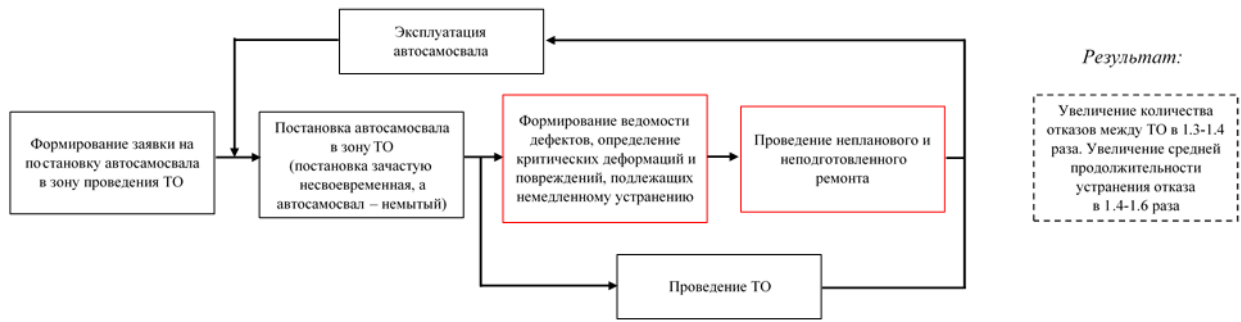 Эксплуатация
автосамосвала
Результат:
Формирование заявки на
постановку автосамосвала
в зону проведения ТО
Постановка автосамосвала
в зону ТО
(постановка зачастую
несвоевременная, а
автосамосвал – немытый)
Формирование ведомости
дефектов, определение
критических деформаций и
повреждений, подлежащих
немедленному устранению
Проведение непланового и
неподготовленного
ремонта
Увеличение количества
отказов между ТО в 1.3-1.4
раза. Увеличение средней
продолжительности
устранения отказа
в 1.4-1.6 раза
Проведение ТО